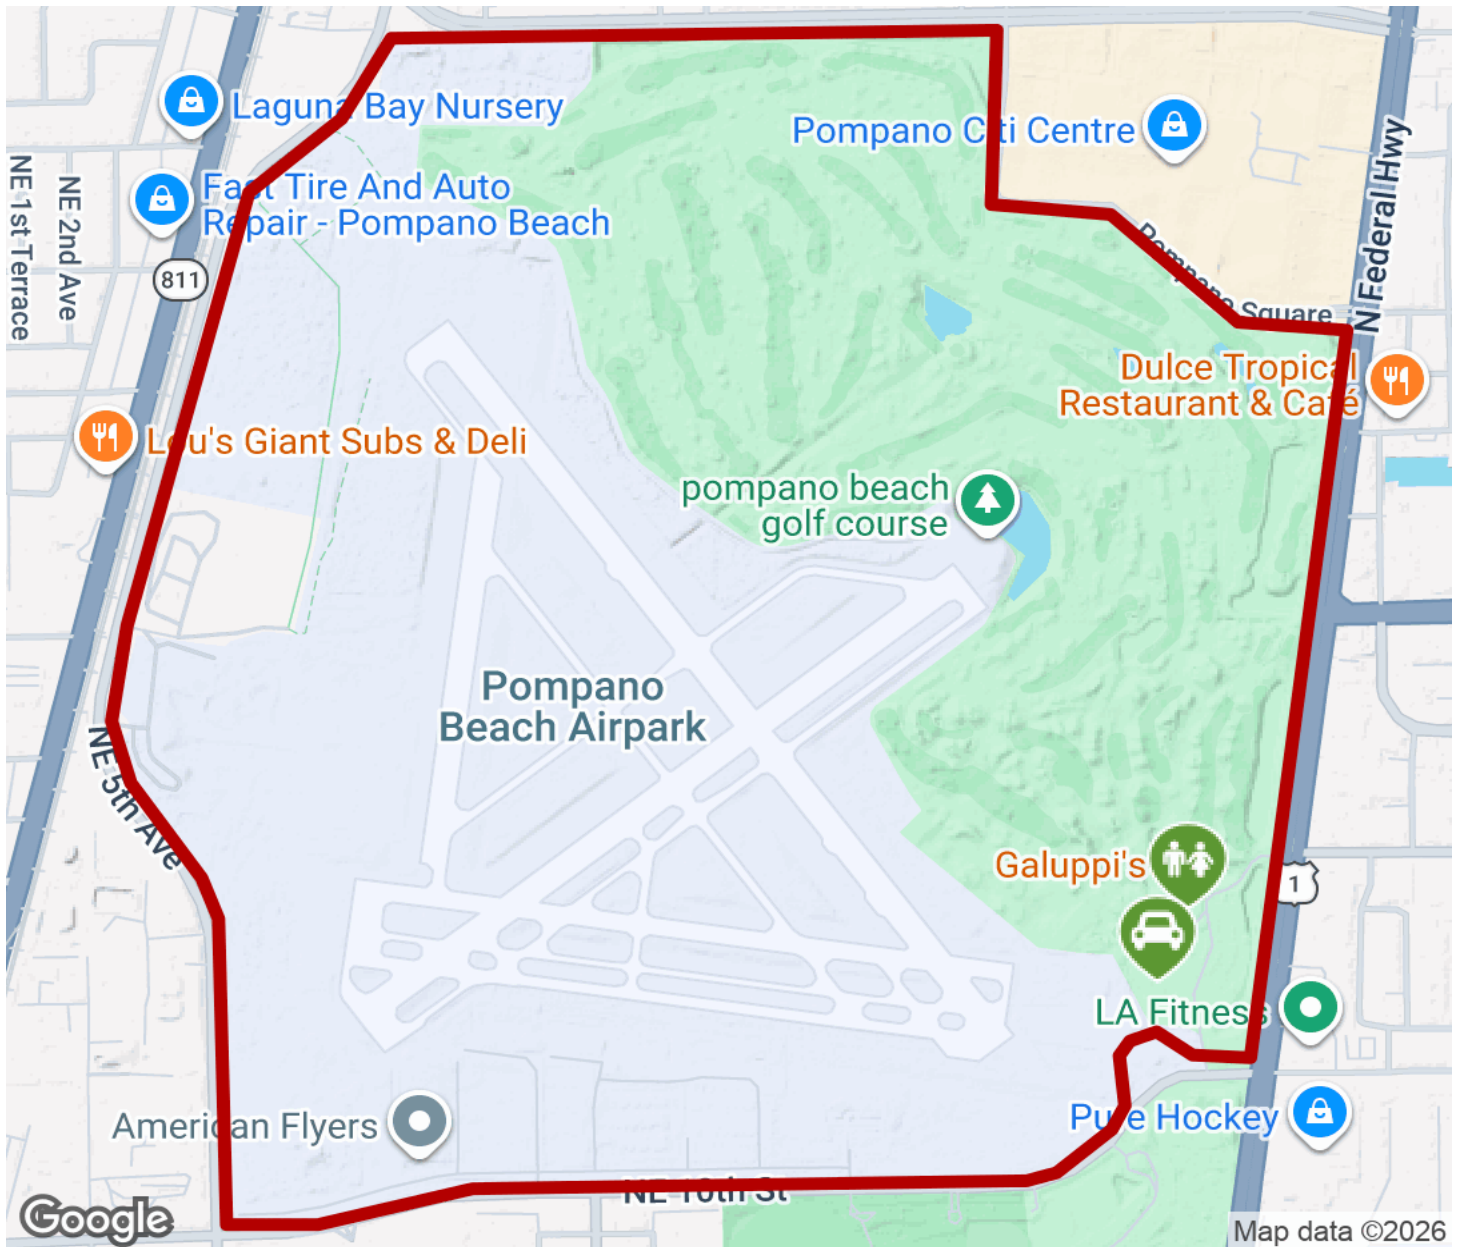 Laguna Bay Nursery
Pompano Citi Centre
N Federal Hwy
NE 1st Terrace
NE 2nd Ave
Fast Tire And Auto
Repair - Pompano Beach
811
Pompano Square
Dulce Tropical
Restaurant & Café
Lou's Giant Subs & Deli
pompano beach
golf course
Pompano
Beach Airpark
NE 5th Ave
Galuppi's
1
LA Fitness
American Flyers
Pure Hockey
NE 10th St
Google
Map data ©2026